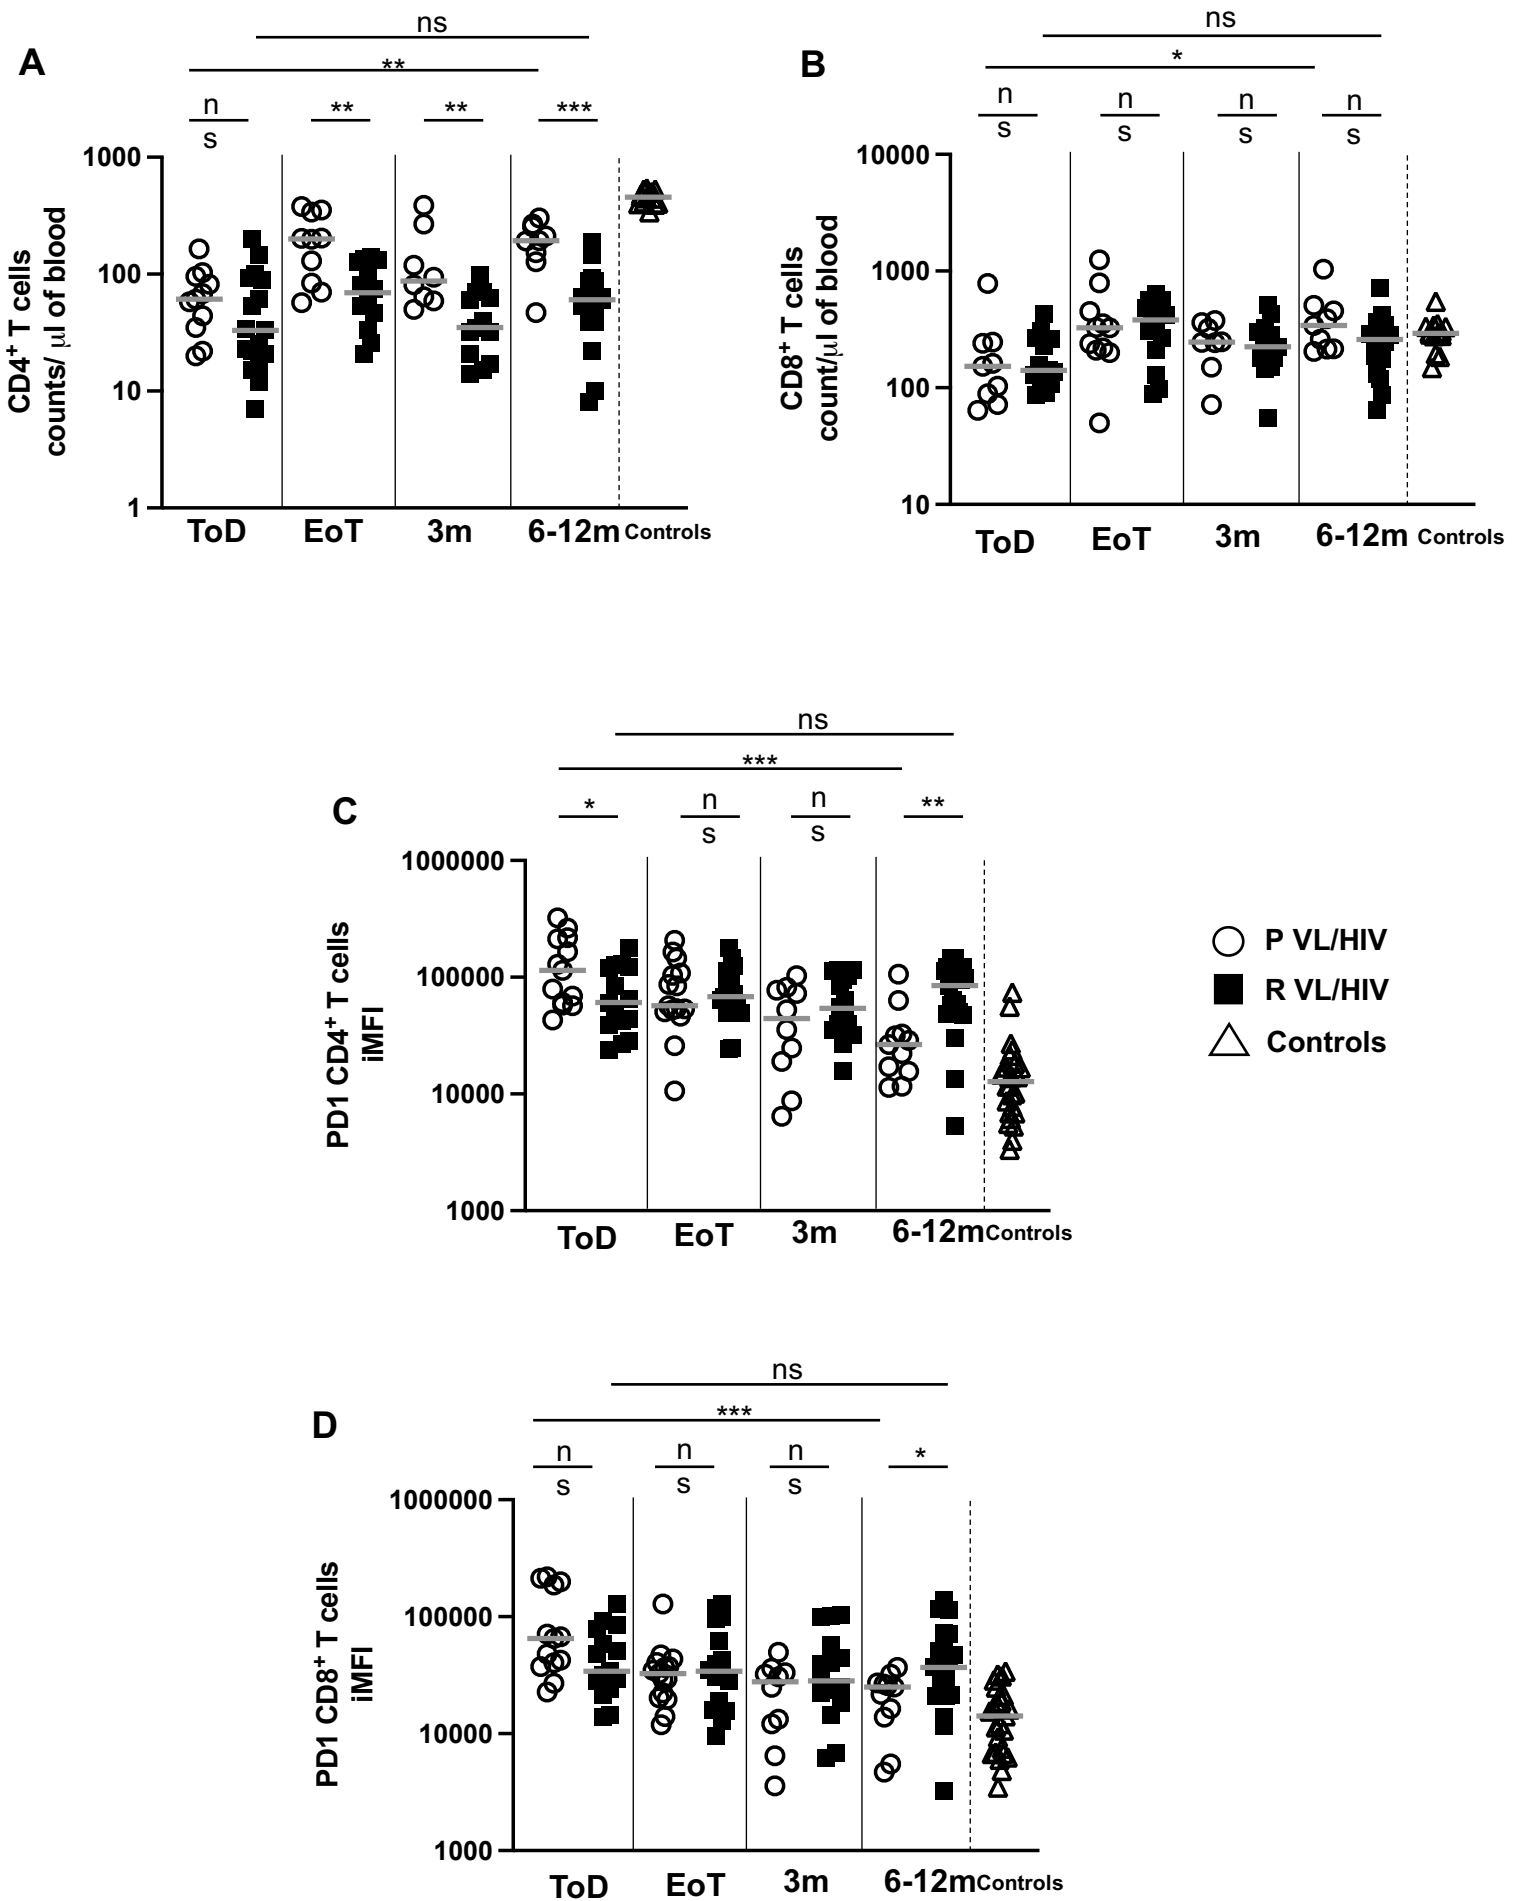 A
ns
**
n
s
**
**
***
1000
100
10
1
CD4+ T cells
counts/ μl of blood
ToD
EoT
3m
6-12m
Controls
B
ns
*
n
s
n
s
n
s
n
s
10000
1000
100
10
CD8+ T cells
count/μl of blood
ToD
EoT
3m
6-12m
Controls
C
ns
***
*
n
s
n
s
**
1000000
100000
10000
1000
PD1 CD4+ T cells
iMFI
ToD
EoT
3m
6-12m
Controls
P VL/HIV
R VL/HIV
Controls
D
ns
***
n
s
n
s
n
s
*
1000000
100000
10000
1000
PD1 CD8+ T cells
iMFI
ToD
EoT
3m
6-12m
Controls